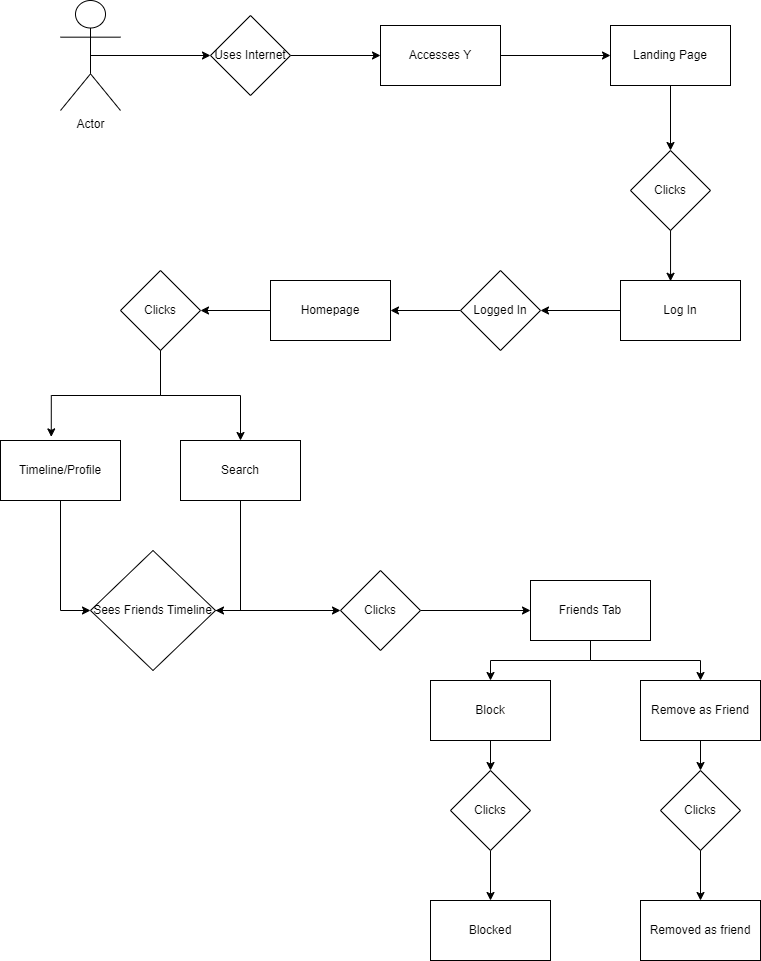 Actor
Uses Internet
Accesses Y
Landing Page
Clicks
Log In
Logged In
Homepage
Clicks
Timeline/Profile
Search
Sees Friends Timeline
Clicks
Friends Tab
Block
Remove as Friend
Clicks
Clicks
Blocked
Removed as friend